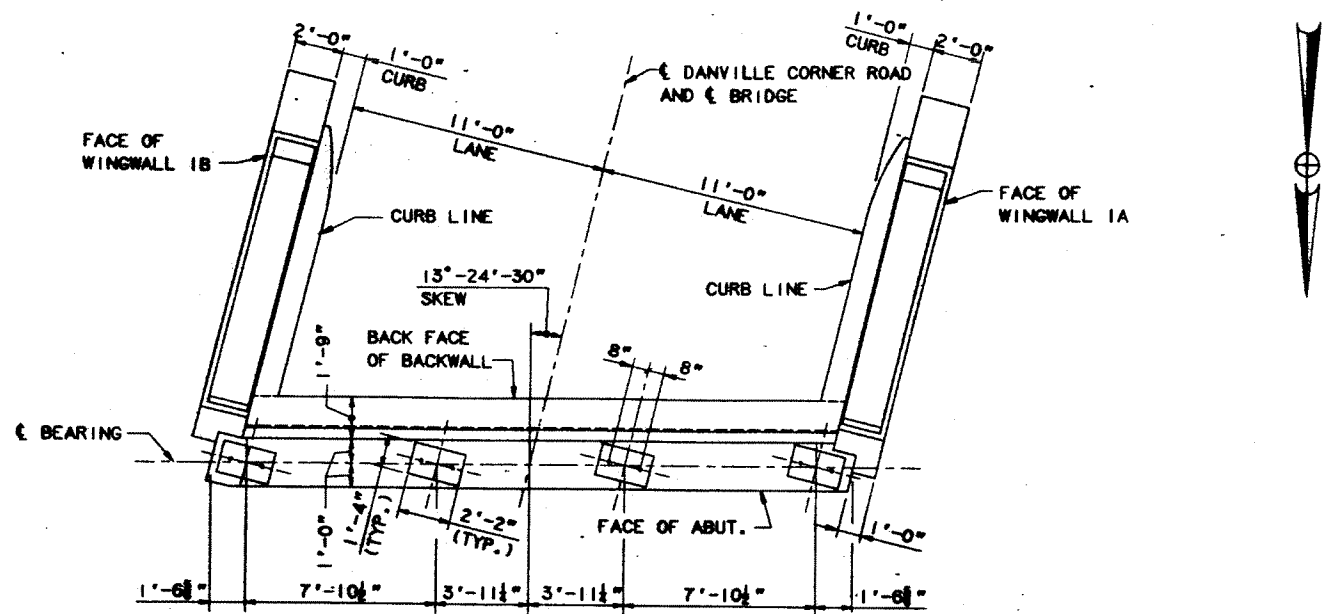 2'-0"
1'-0"
CURB
11'-0"
LANE
℄ DANVILLE CORNER ROAD
AND ℄ BRIDGE
1'-0"
CURB
2'-0"
FACE OF
WINGWALL 1B
CURB LINE
11'-0"
LANE
FACE OF
WINGWALL 1A
13°-24'-30"
SKEW
CURB LINE
BACK FACE
OF BACKWALL
1'-9"
8"
8"
℄ BEARING
1'-0"
1'-4"
(TYP.)
2'-2"
(TYP.)
FACE OF ABUT.
1'-0"
7'-10½"
3'-11¼"
3'-11¼"
7'-10½"